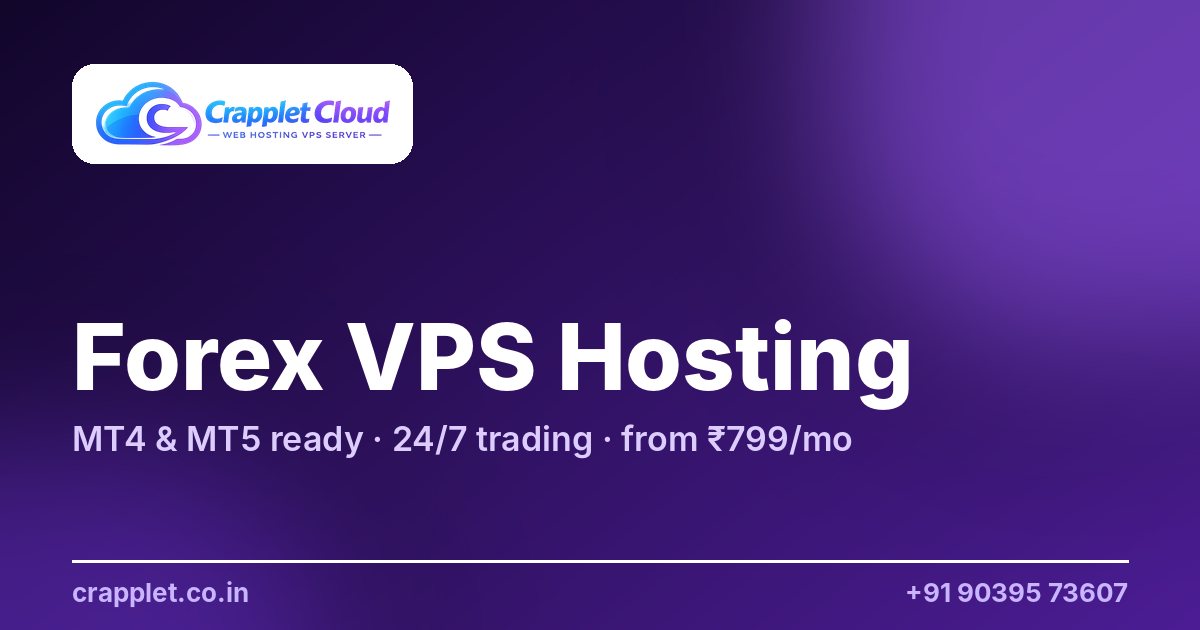 Crapplet Cloud
WEB HOSTING VPS SERVER
Forex VPS Hosting
MT4 & MT5 ready · 24/7 trading · from ₹799/mo
crapplet.co.in
+91 90395 73607